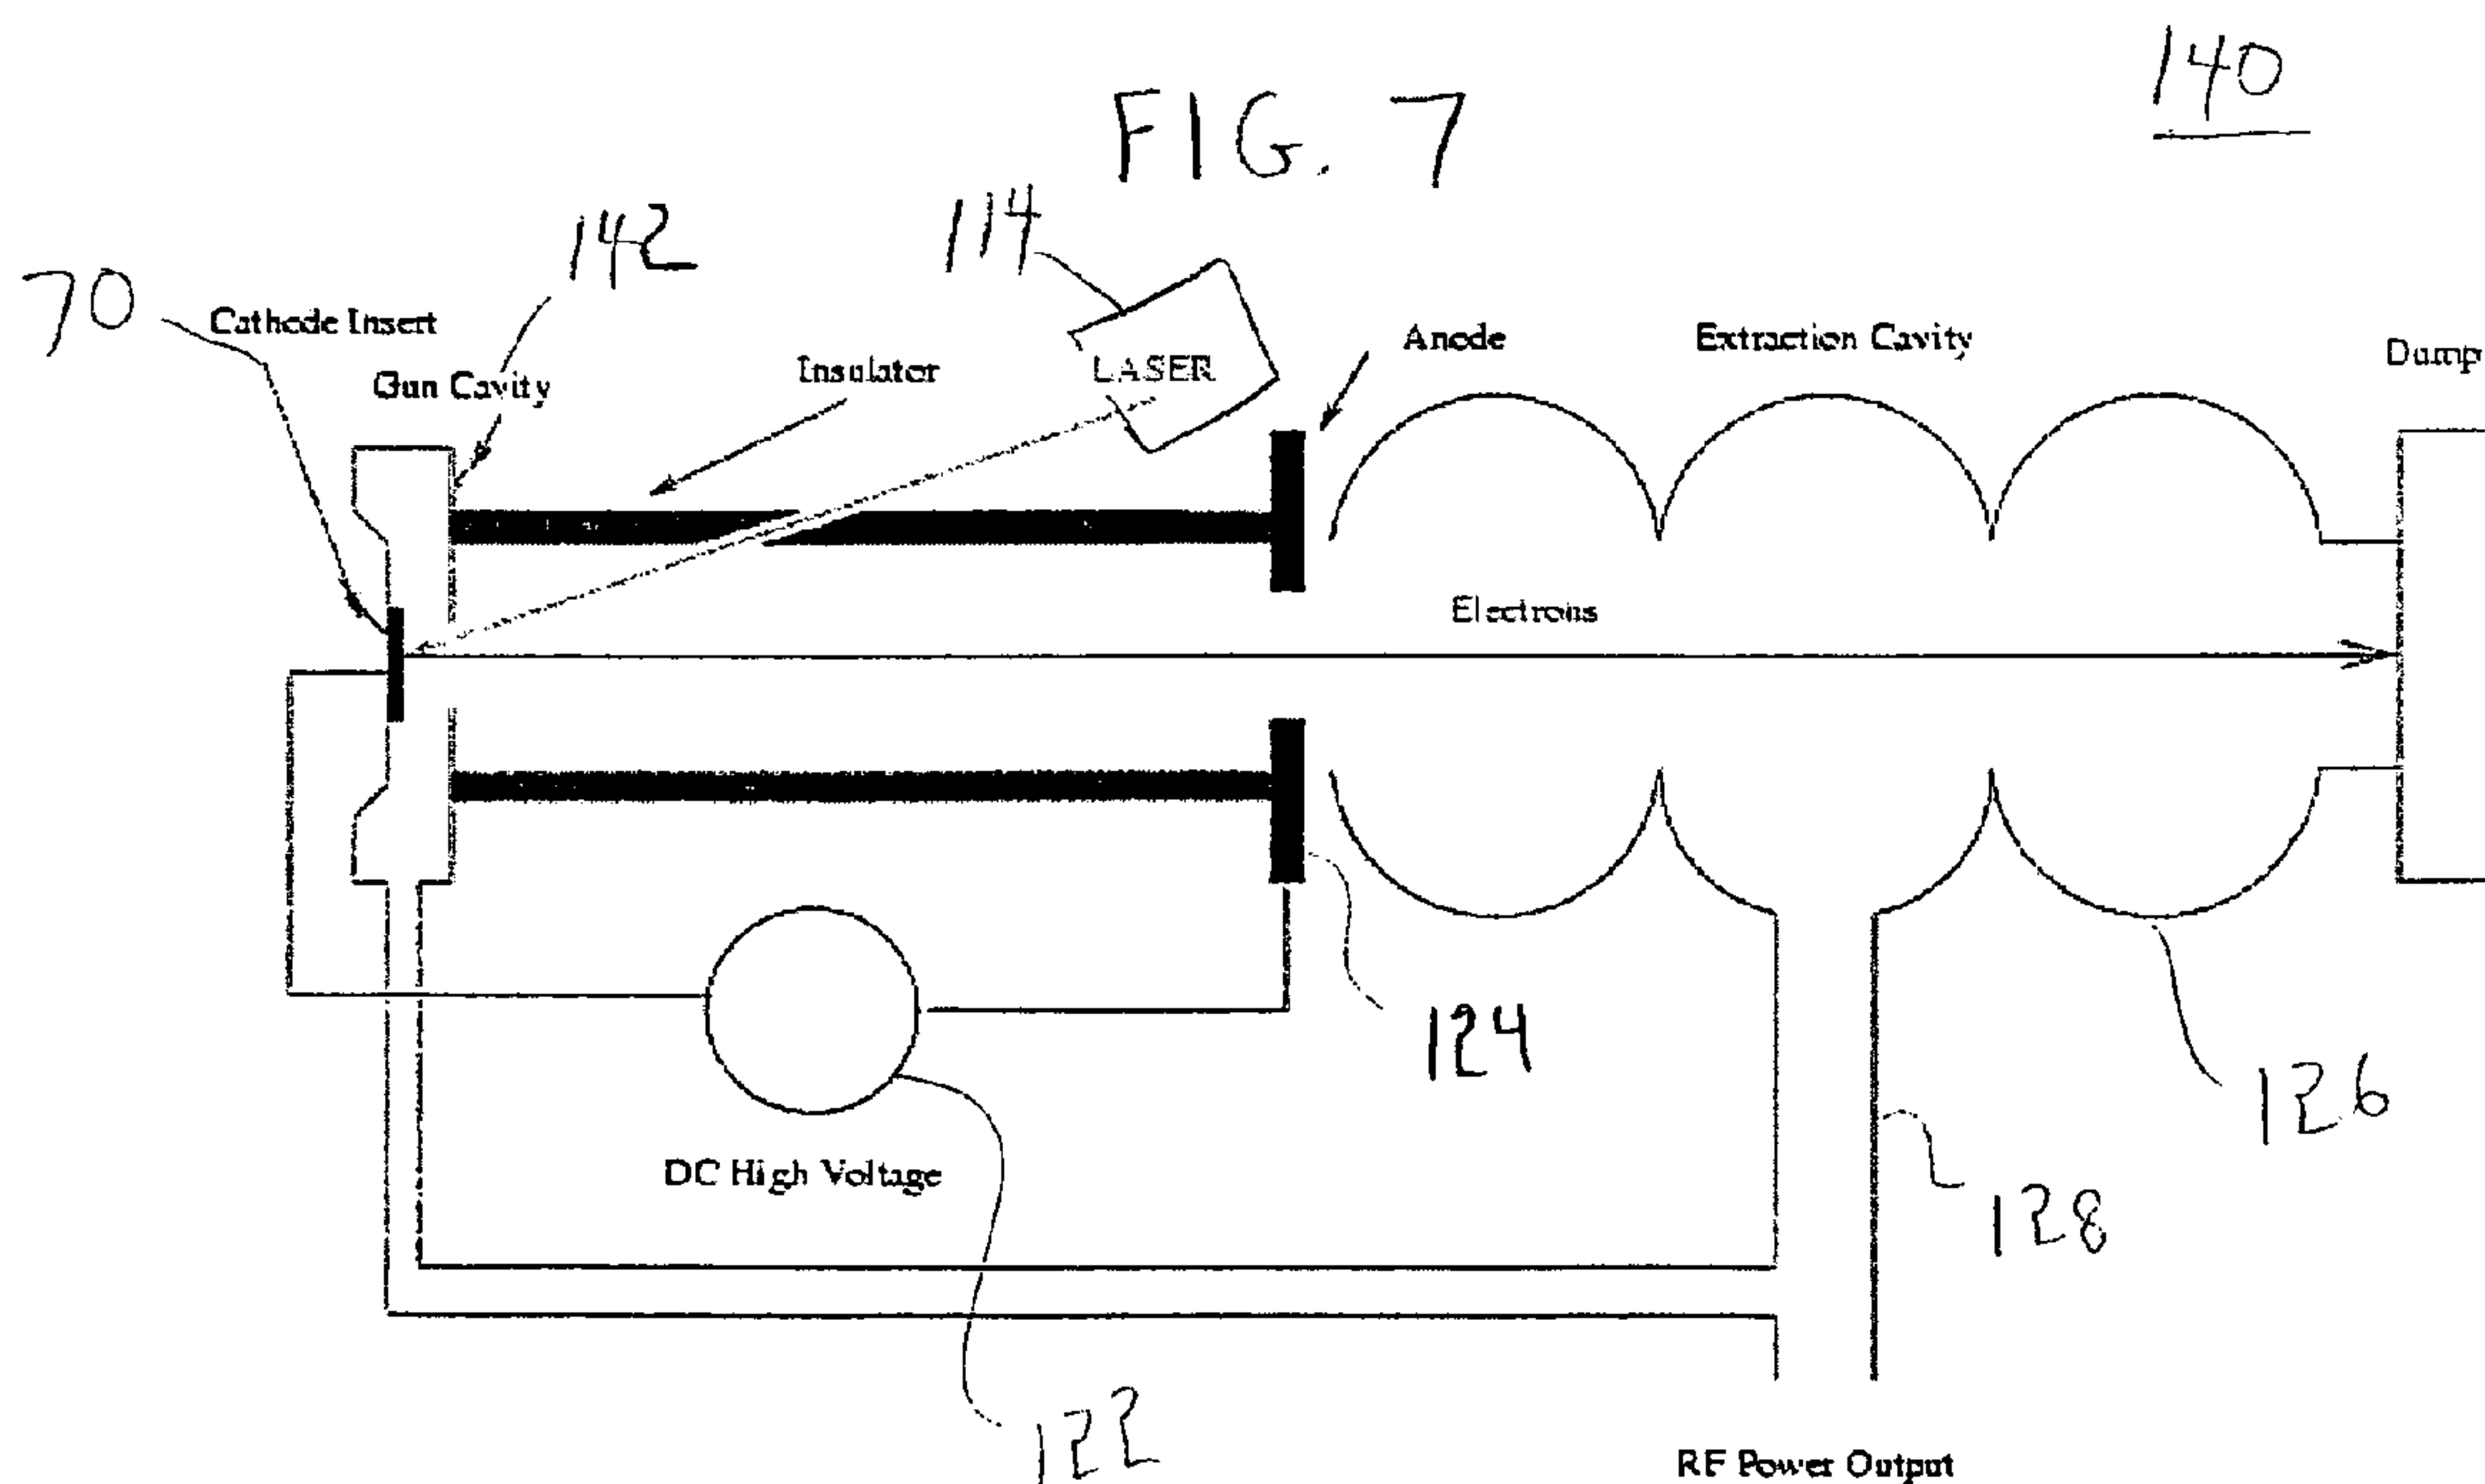 140
FIG. 7
142
114
70
Cathode Insert
Gun Cavity
Insulator
LASER
Anode
Extraction Cavity
Dump
Electrons
124
126
DC High Voltage
128
122
RF Power Output